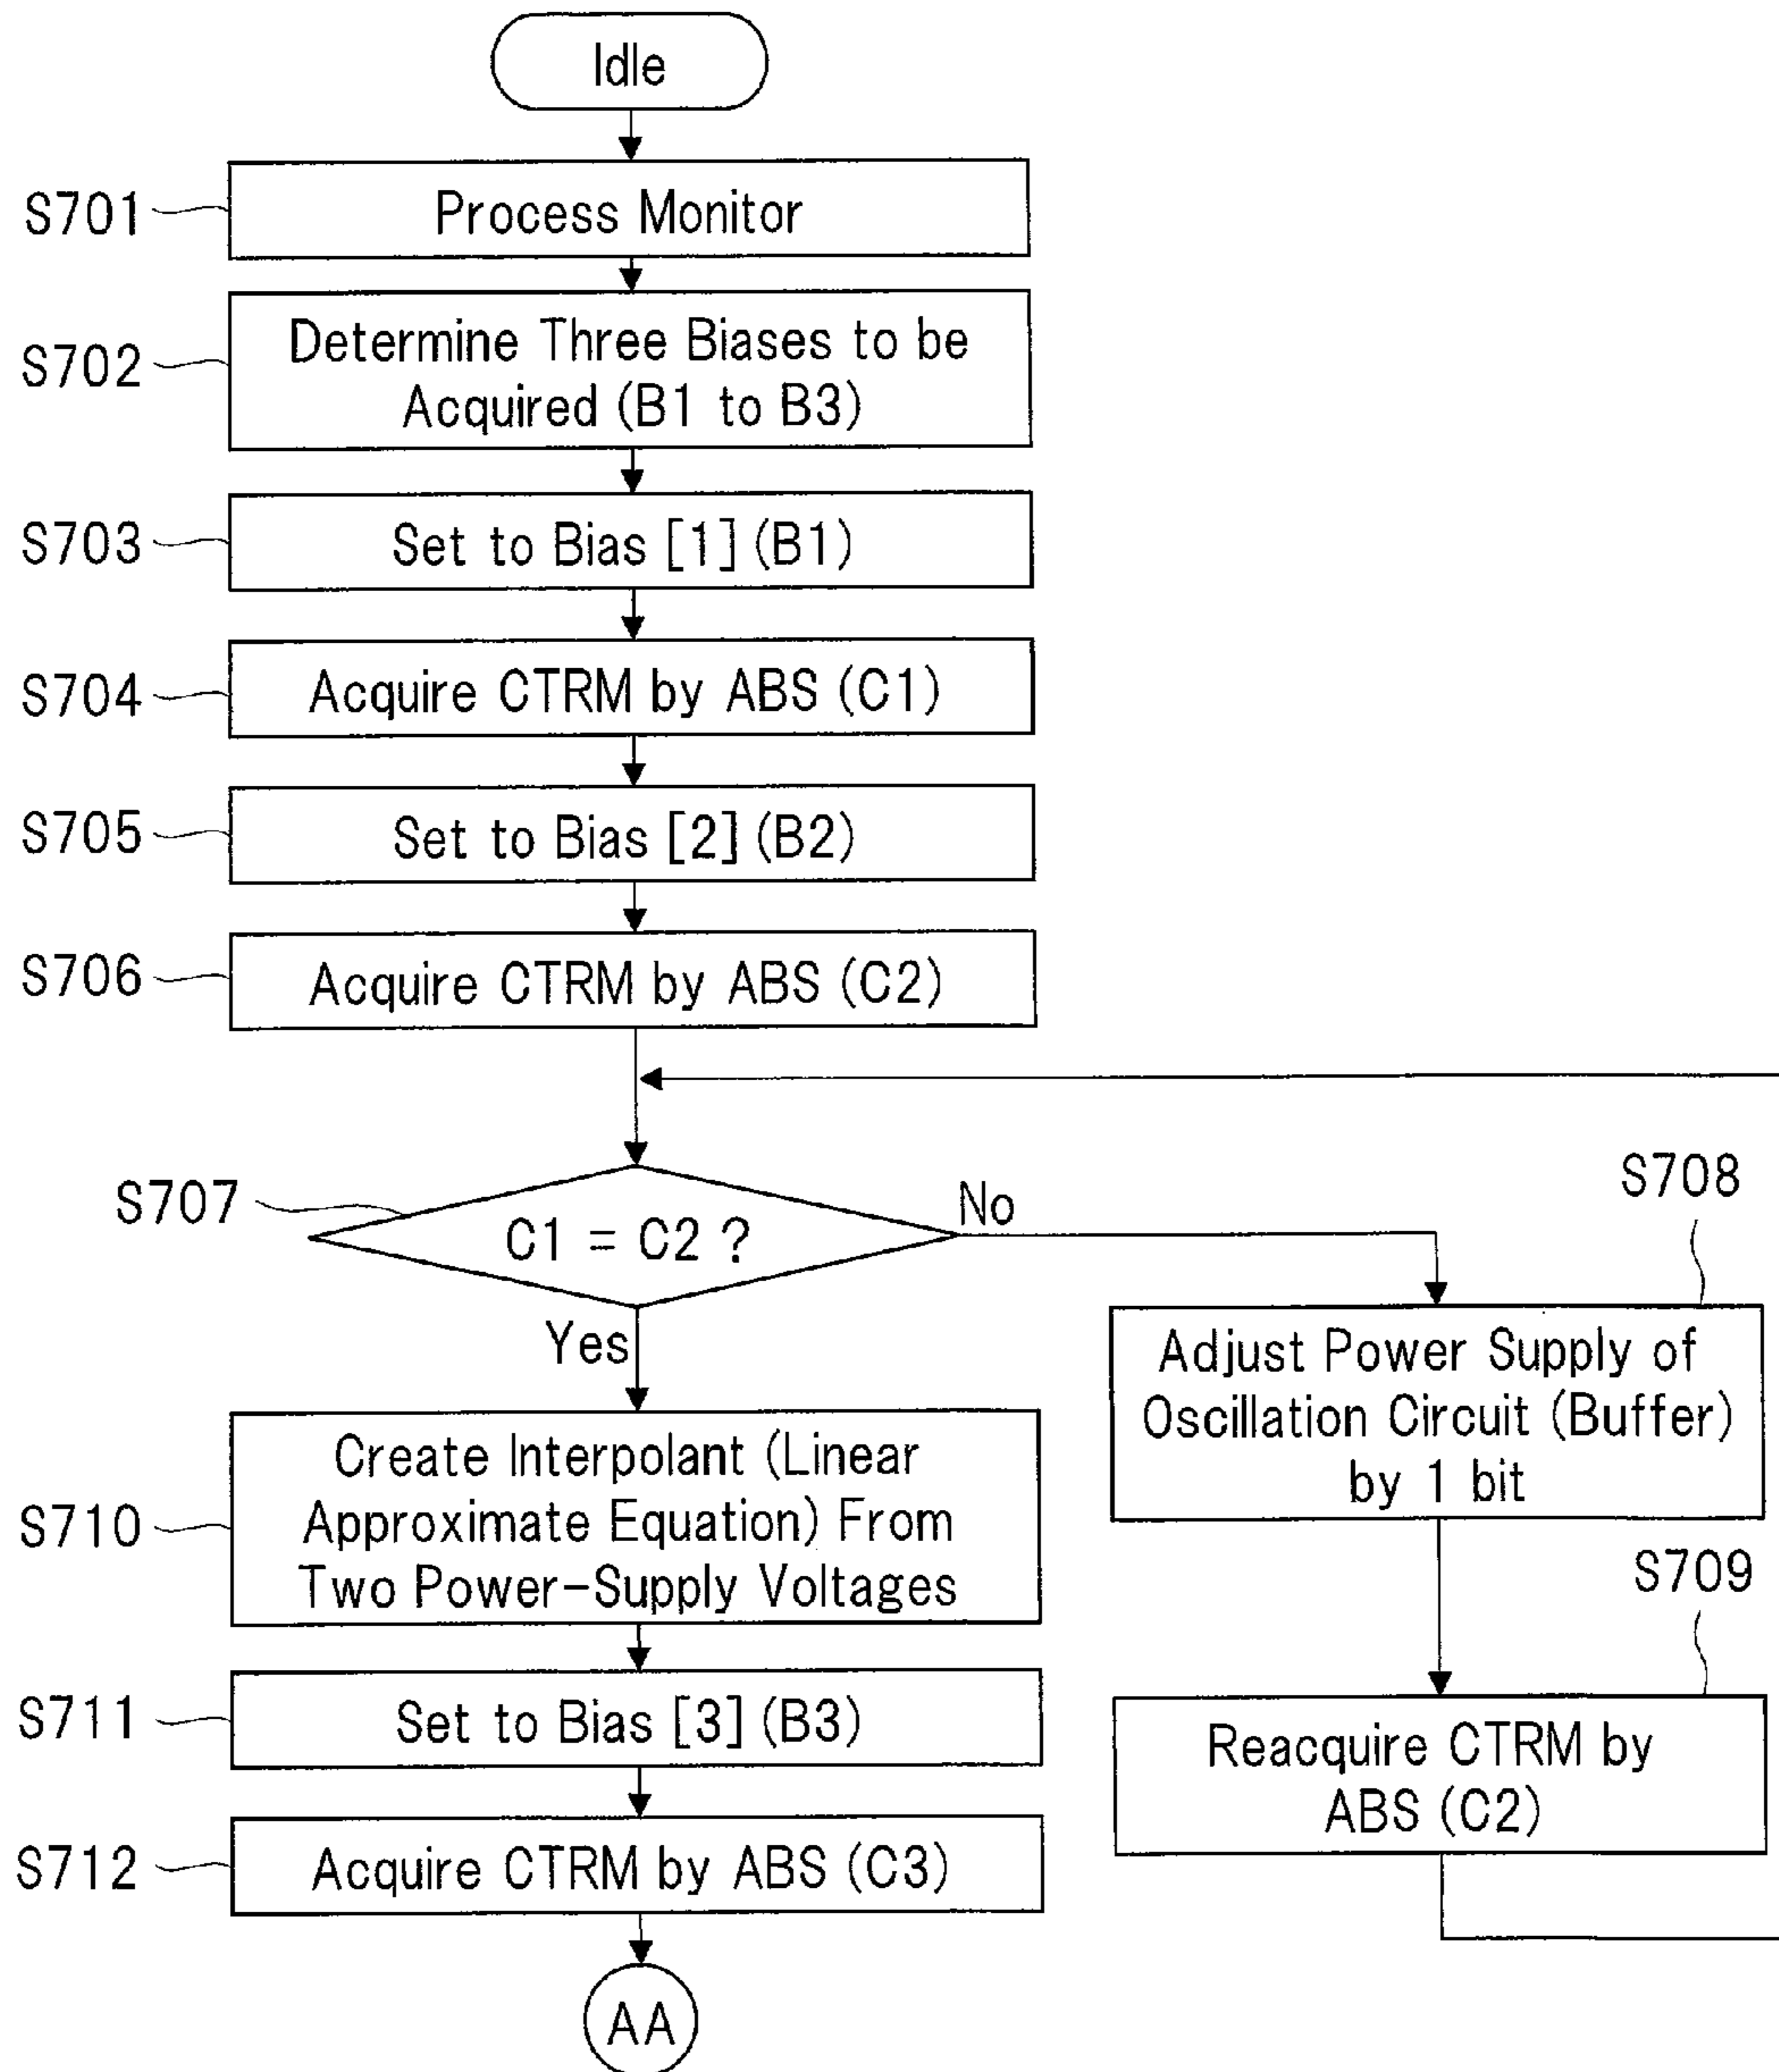 Idle
S701
Process Monitor
S702
Determine Three Biases to be
Acquired (B1 to B3)
S703
Set to Bias [1] (B1)
S704
Acquire CTRM by ABS (C1)
S705
Set to Bias [2] (B2)
S706
Acquire CTRM by ABS (C2)
S707
C1 = C2 ?
No
Yes
S708
Adjust Power Supply of
Oscillation Circuit (Buffer)
by 1 bit
S709
Reacquire CTRM by
ABS (C2)
S710
Create Interpolant (Linear
Approximate Equation) From
Two Power-Supply Voltages
S711
Set to Bias [3] (B3)
S712
Acquire CTRM by ABS (C3)
AA